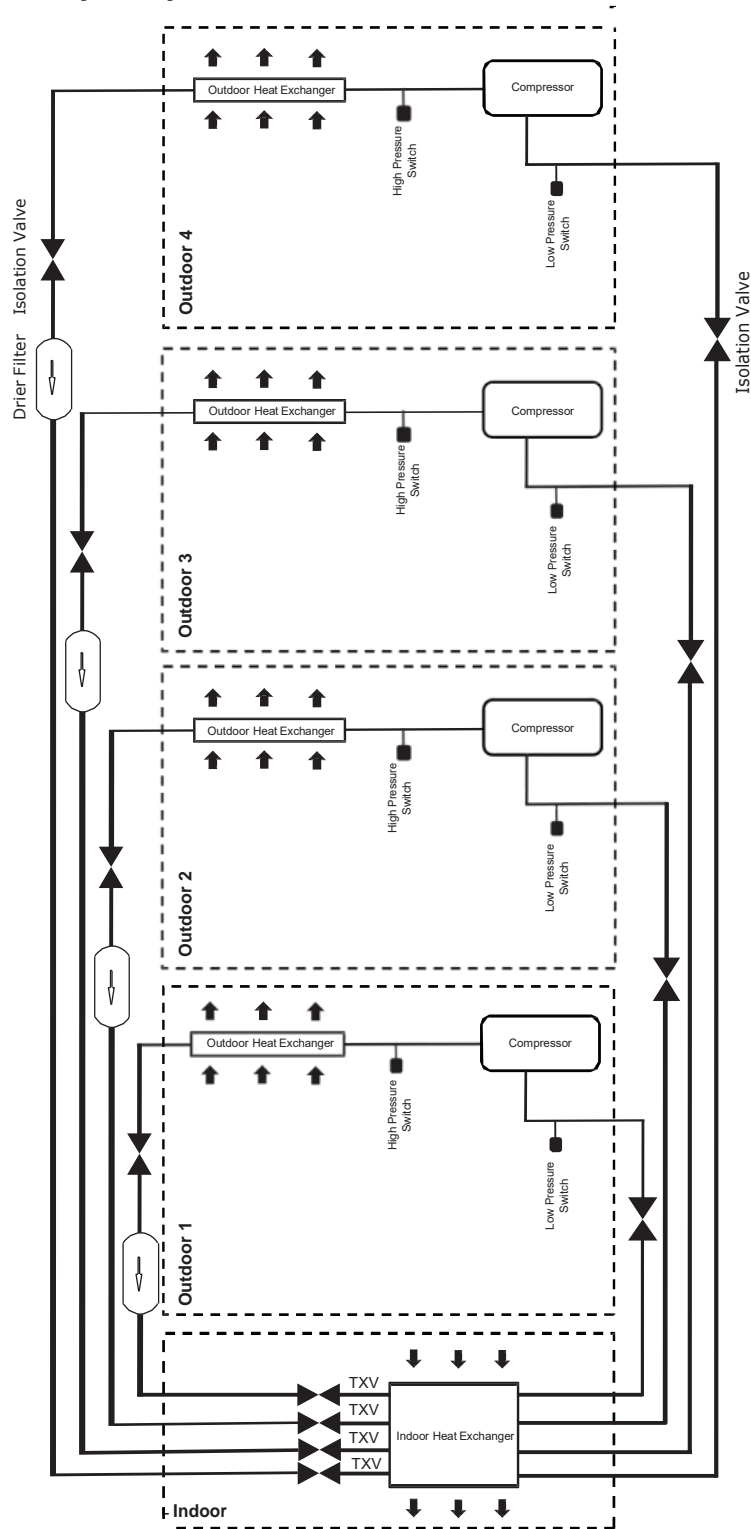 Outdoor Heat Exchanger
Compressor
High Pressure
Switch
Low Pressure
Switch
Outdoor 4
Isolation Valve
Drier Filter
Isolation Valve
Outdoor Heat Exchanger
Compressor
High Pressure
Switch
Low Pressure
Switch
Outdoor 3
Outdoor Heat Exchanger
Compressor
High Pressure
Switch
Low Pressure
Switch
Outdoor 2
Outdoor Heat Exchanger
Compressor
High Pressure
Switch
Low Pressure
Switch
Outdoor 1
TXV
TXV
TXV
TXV
Indoor Heat Exchanger
Indoor